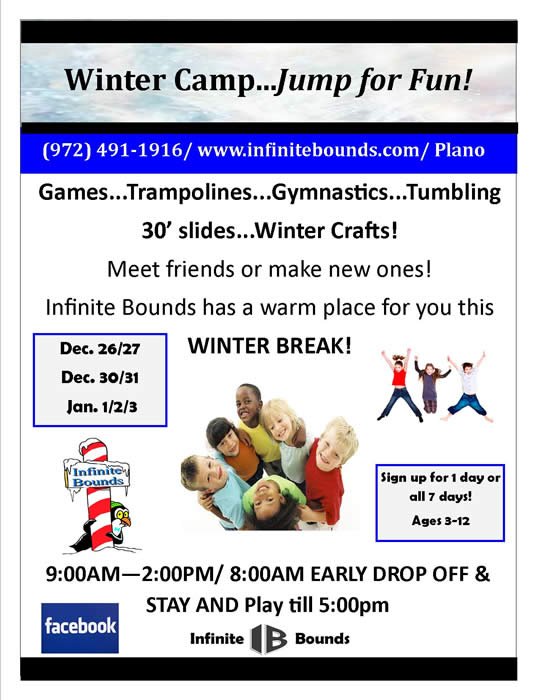 Winter Camp...Jump for Fun!
(972) 491-1916/ www.infinitebounds.com/ Plano
Games...Trampolines...Gymnastics...Tumbling
30’ slides...Winter Crafts!
Meet friends or make new ones!
Infinite Bounds has a warm place for you this
WINTER BREAK!
Dec. 26/27
Dec. 30/31
Jan. 1/2/3
Infinite
Bounds
Sign up for 1 day or
all 7 days!
Ages 3-12
9:00AM—2:00PM/ 8:00AM EARLY DROP OFF &
STAY AND Play till 5:00pm
facebook
Infinite IB Bounds